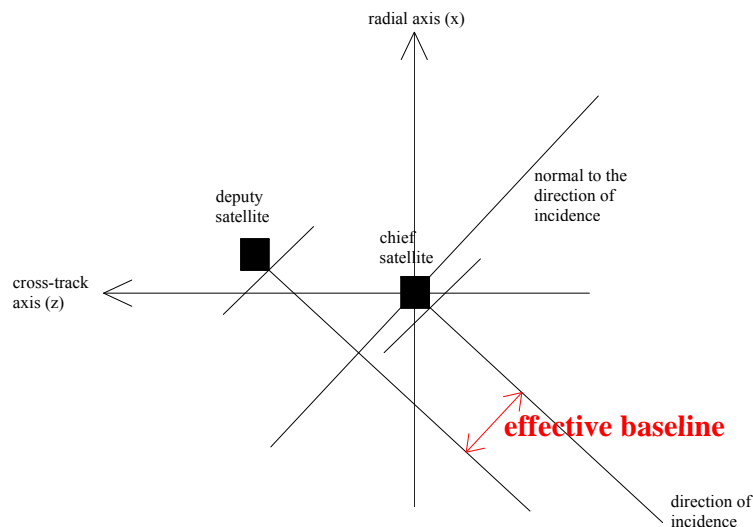 radial axis (x)
normal to the
direction of
incidence
deputy
satellite
chief
satellite
cross-track
axis (z)
effective baseline
direction of
incidence